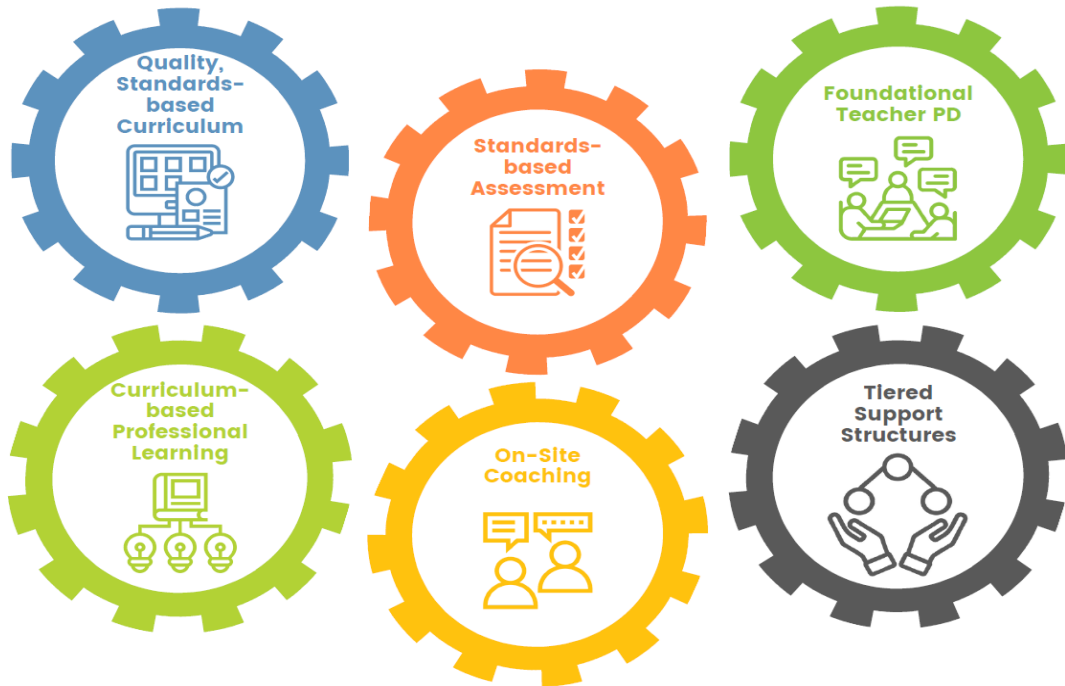 Quality,
Standards-
based
Curriculum
Standards-
based
Assessment
Foundational
Teacher PD
Curriculum-
based
Professional
Learning
On-Site
Coaching
Tiered
Support
Structures